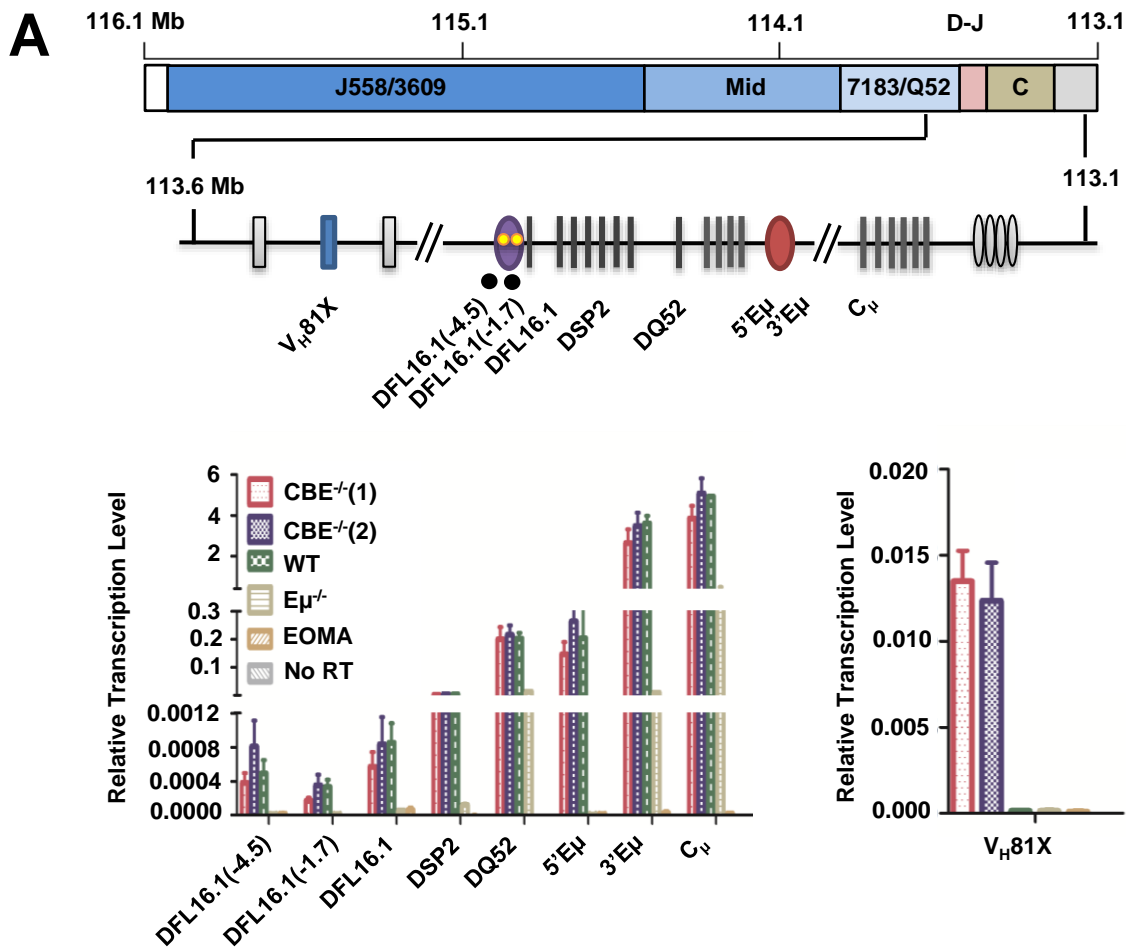 A
116.1 Mb 115.1 114.1 D-J 113.1
J558/3609 Mid 7183/Q52 C
113.6 Mb 113.1
V_H81X DFL16.1(-4.5) DFL16.1(-1.7) DFL16.1 DSP2 DQ52 5’Eμ 3’Eμ C_μ
Relative Transcription Level
6
4
2
0.3
0.2
0.1
0.0012
0.0008
0.0004
0.0000
CBE-/-(1)
CBE-/-(2)
WT
Eμ-/-
EOMA
No RT
DFL16.1(-4.5) DFL16.1(-1.7) DFL16.1 DSP2 DQ52 5’Eμ 3’Eμ C_μ
Relative Transcription Level
0.020
0.015
0.010
0.005
0.000
V_H81X